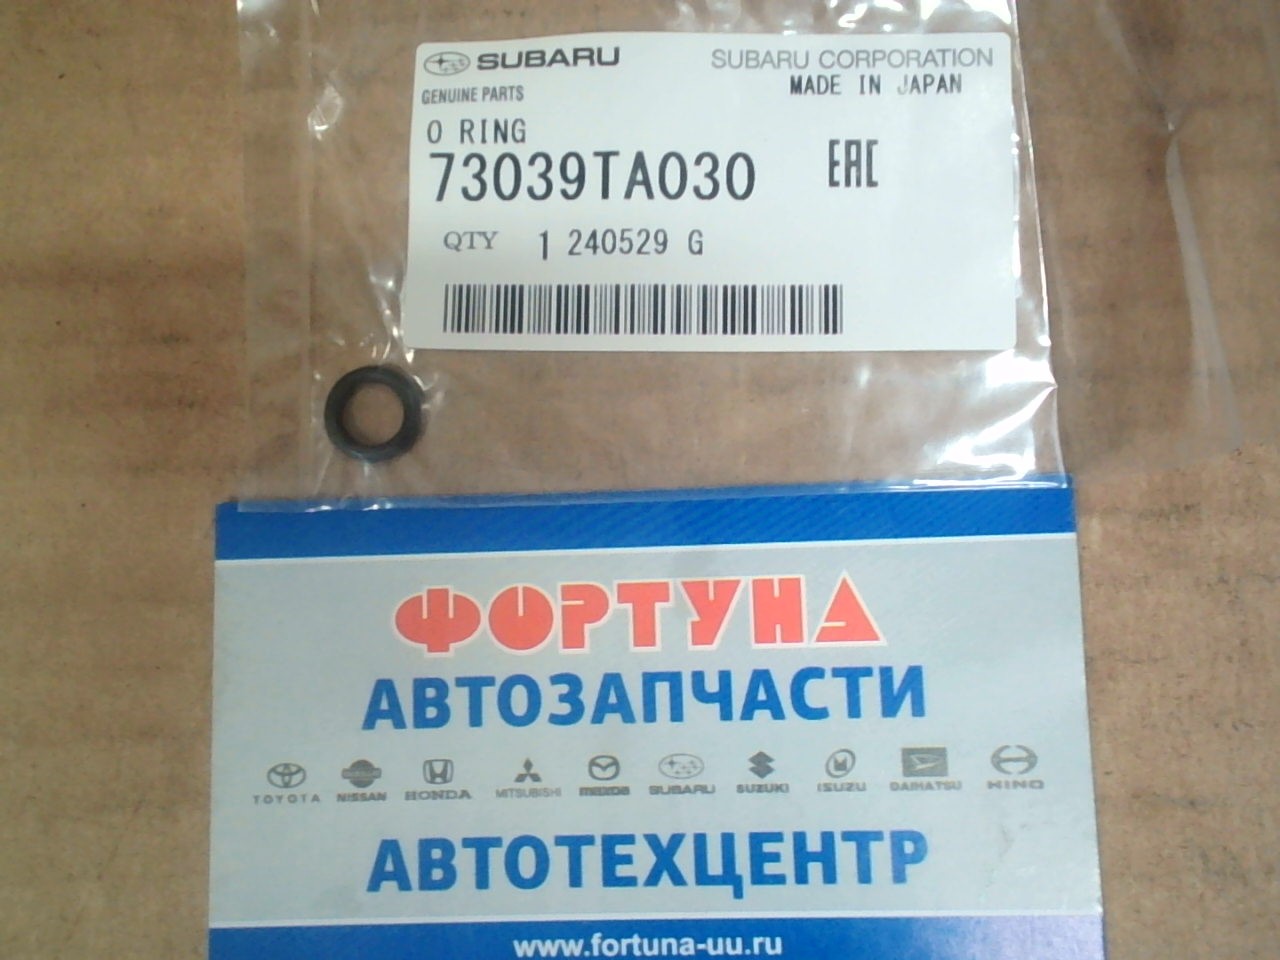 SUBARU SUBARU CORPORATION
GENUINE PARTS MADE IN JAPAN
O RING
73039TA030 EAC
QTY 1 240529 G
ФОРТУНА
АВТОЗАПЧАСТИ
TOYOTA NISSAN HONDA MITSUBISHI mazda SUBARU SUZUKI ISUZU DAIHATSU HINO
АВТОТЕХЦЕНТР
www.fortuna-uu.ru